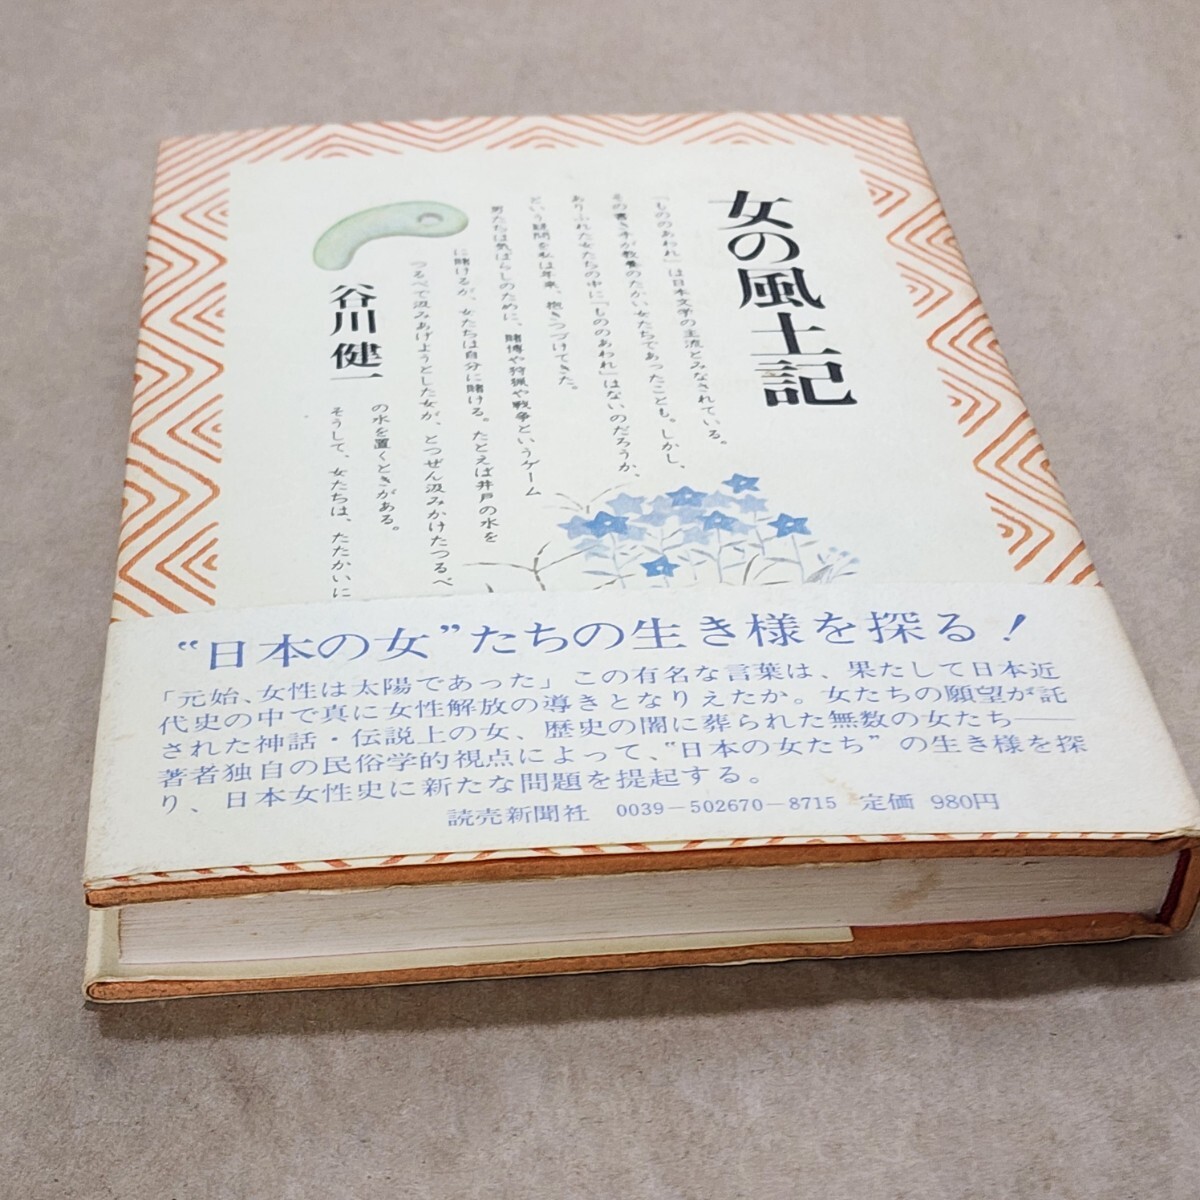 女の風土記
「もののあわれ」は日本文学の主流とみなされている。
その書き手が教養のたかい女たちであったことも。しかし、
ありふれた女たちの中に「もののあわれ」はないのだろうか、
という疑問を私は年来、抱きつづけてきた。
男たちは気ばらしのために、賭博や狩猟や戦争というゲーム
に賭けるが、女たちは自分に賭ける。たとえば井戸の水を
つるべで汲みあげようとした女が、とつぜん汲みかけたつるべ
の水を置くときがある。
そうして、女たちは、たたかいに
谷川健一
“日本の女”たちの生き様を探る！
「元始、女性は太陽であった」この有名な言葉は、果たして日本近
代史の中で真に女性解放の導きとなりえたか。女たちの願望が託
された神話・伝説上の女、歴史の闇に葬られた無数の女たち──
著者独自の民俗学的視点によって、“日本の女たち”の生き様を探
り、日本女性史に新たな問題を提起する。
読売新聞社 0039−502670−8715 定価 980円